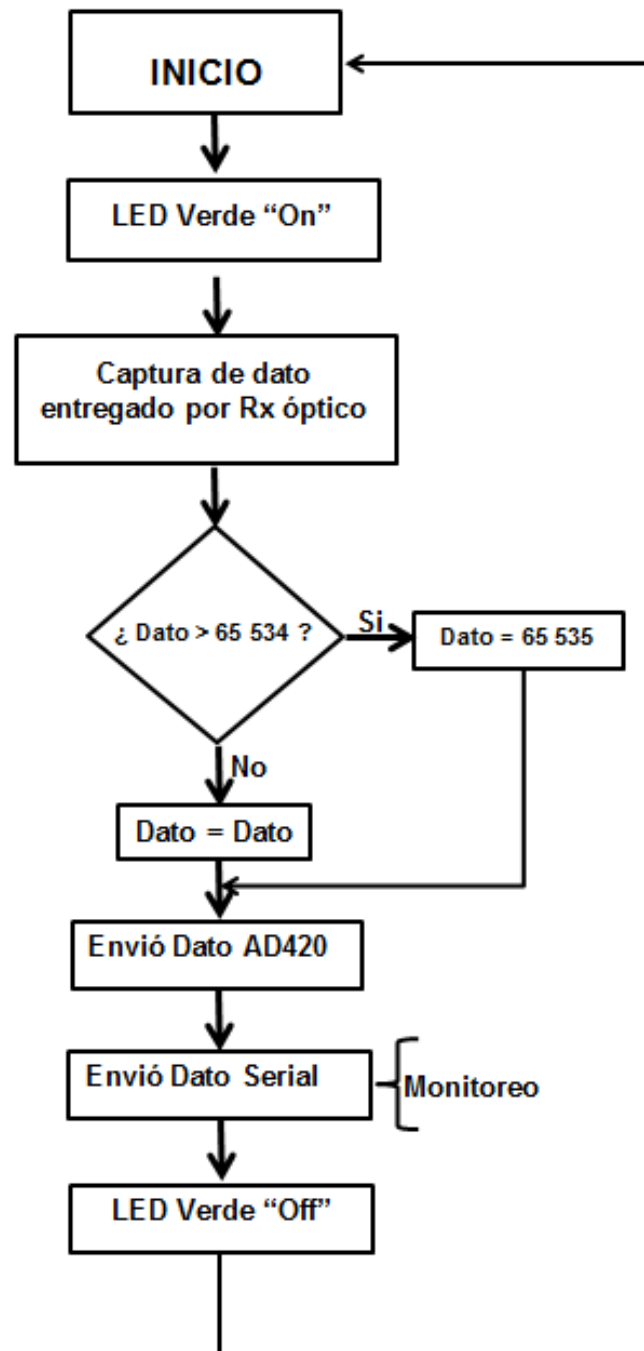 INICIO
LED Verde “On”
Captura de dato
entregado por Rx óptico
¿ Dato > 65 534 ?
Si
Dato = 65 535
No
Dato = Dato
Envió Dato AD420
Envió Dato Serial
Monitoreo
LED Verde “Off”